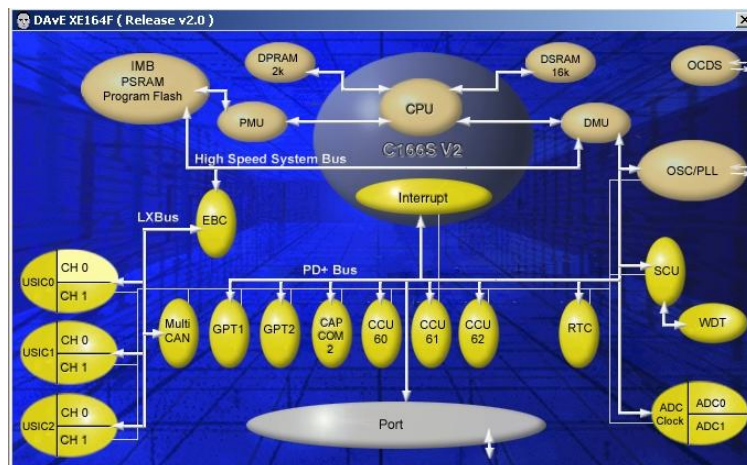 DAvE XE164F ( Release v2.0 )
IMB
PSRAM
Program Flash
DPRAM
2k
DSRAM
16k
OCDS
CPU
PMU
DMU
C166S V2
High Speed System Bus
OSC/PLL
Interrupt
LXBus
EBC
PD+ Bus
SCU
USIC0
CH 0
CH 1
Multi
CAN
GPT1
GPT2
CAP
COM
2
CCU
60
CCU
61
CCU
62
RTC
WDT
USIC1
CH 0
CH 1
USIC2
CH 0
CH 1
Port
ADC
Clock
ADC0
ADC1